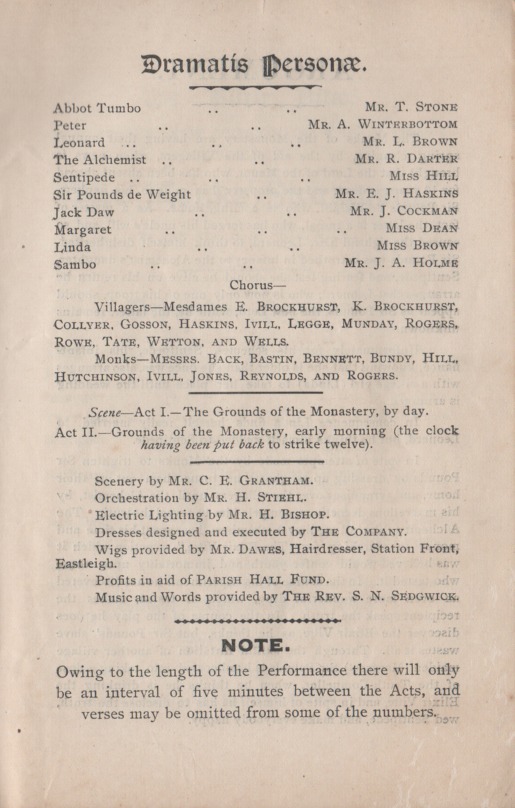 Dramatis Personæ.
Abbot Tumbo .. .. MR. T. STONE
Peter .. .. MR. A. WINTERBOTTOM
Leonard .. .. .. MR. L. BROWN
The Alchemist .. .. MR. R. DARTER
Sentipede .. .. .. MISS HILL
Sir Pounds de Weight .. MR. E. J. HASKINS
Jack Daw .. .. MR. J. COCKMAN
Margaret .. .. .. MISS DEAN
Linda .. .. MISS BROWN
Sambo .. .. MR. J. A. HOLME
Chorus—
Villagers—Mesdames E. BROCKHURST, K. BROCKHURST,
COLLYER, GOSSON, HASKINS, IVILL, LEGGE, MUNDAY, ROGERS,
ROWE, TATE, WETTON, AND WELLS.
Monks—MESSRS. BACK, BASTIN, BENNETT, BUNDY, HILL,
HUTCHINSON, IVILL, JONES, REYNOLDS, AND ROGERS.
Scene—Act I.—The Grounds of the Monastery, by day.
Act II.—Grounds of the Monastery, early morning (the clock
having been put back to strike twelve).
Scenery by MR. C. E. GRANTHAM.
Orchestration by MR. H. STIEHL.
Electric Lighting by MR. H. BISHOP.
Dresses designed and executed by THE COMPANY.
Wigs provided by MR. DAWES, Hairdresser, Station Front,
Eastleigh.
Profits in aid of PARISH HALL FUND.
Music and Words provided by THE REV. S. N. SEDGWICK.
NOTE.
Owing to the length of the Performance there will only
be an interval of five minutes between the Acts, and
verses may be omitted from some of the numbers.